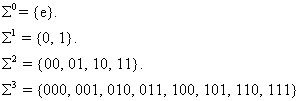 Σ⁰ = {e}.
Σ¹ = {0, 1}.
Σ² = {00, 01, 10, 11}.
Σ³ = {000, 001, 010, 011, 100, 101, 110, 111}